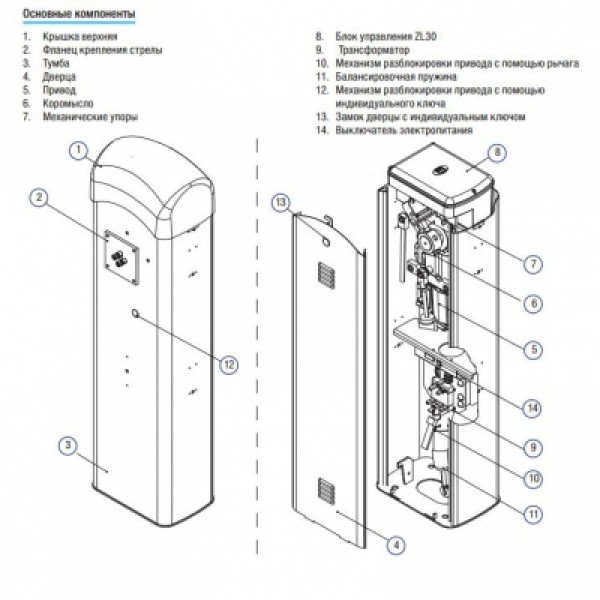 Основные компоненты
1. Крышка верхняя
2. Фланец крепления стрелы
3. Тумба
4. Дверца
5. Привод
6. Коромысло
7. Механические упоры
8. Блок управления ZL30
9. Трансформатор
10. Механизм разблокировки привода с помощью рычага
11. Балансировочная пружина
12. Механизм разблокировки привода с помощью
индивидуального ключа
13. Замок дверцы с индивидуальным ключом
14. Выключатель электропитания
1
8
2
13
7
6
12
5
14
3
9
10
11
4